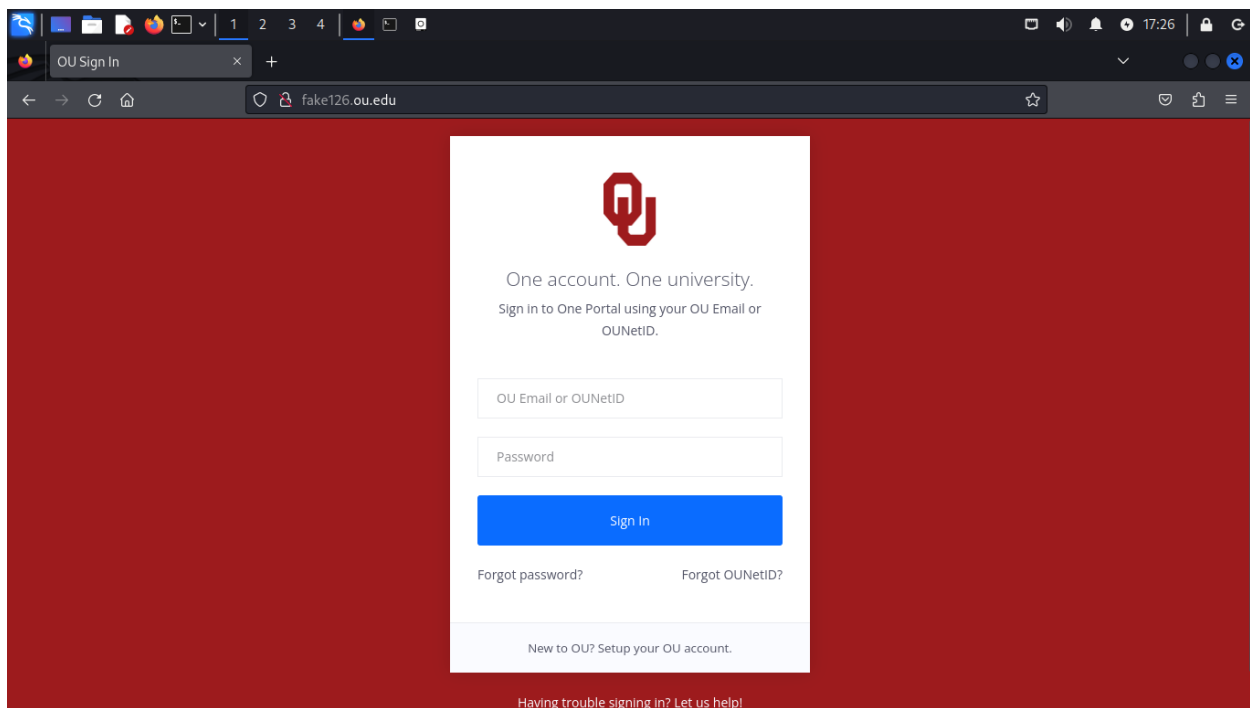 1 2 3 4 17:26
OU Sign In
fake126.ou.edu
OU
One account. One university.
Sign in to One Portal using your OU Email or
OUNetID.
OU Email or OUNetID
Password
Sign In
Forgot password? Forgot OUNetID?
New to OU? Setup your OU account.
Having trouble signing in? Let us help!